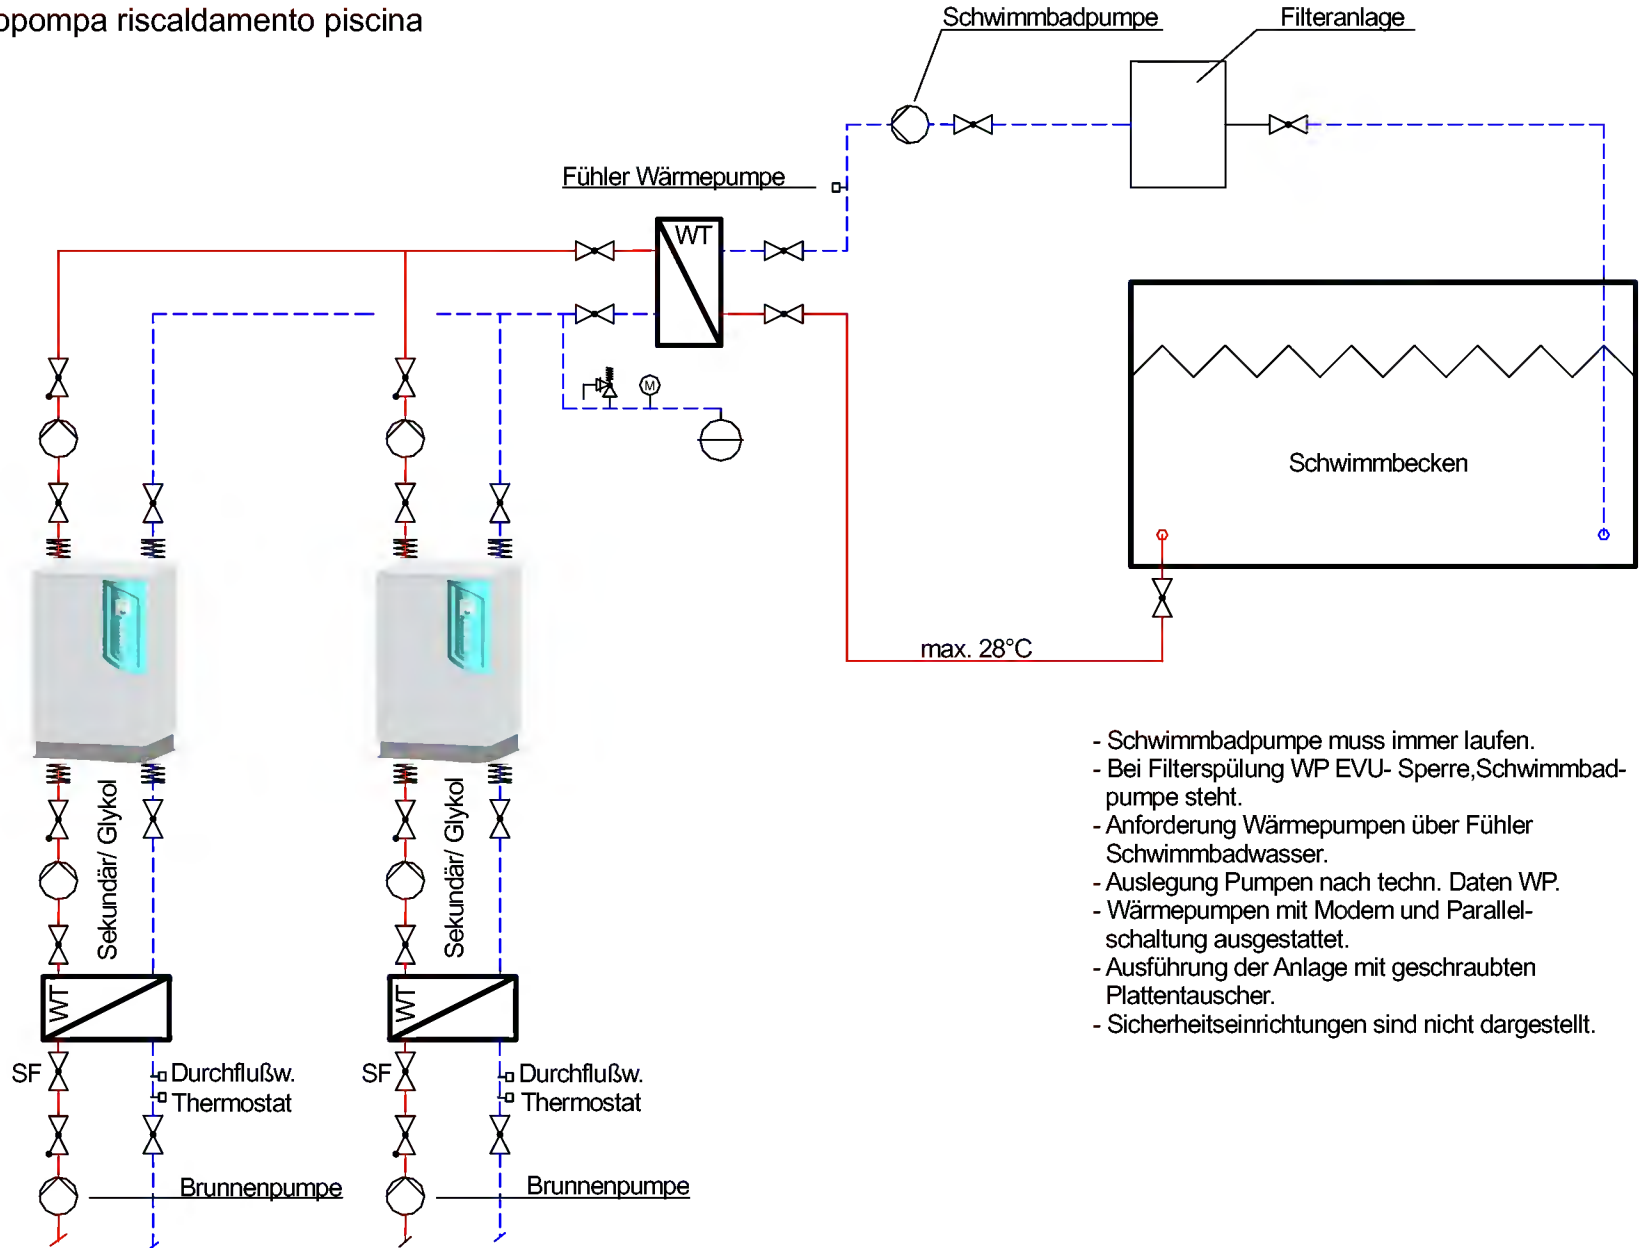 opompa riscaldamento piscina
Schwimmbadpumpe
Filteranlage
Fühler Wärmepumpe
WT
M
Schwimmbecken
max. 28°C
Sekundär/ Glykol
Sekundär/ Glykol
- Schwimmbadpumpe muss immer laufen.
- Bei Filterspülung WP EVU- Sperre,Schwimmbad-
pumpe steht.
- Anforderung Wärmepumpen über Fühler
Schwimmbadwasser.
- Auslegung Pumpen nach techn. Daten WP.
- Wärmepumpen mit Modem und Parallel-
schaltung ausgestattet.
- Ausführung der Anlage mit geschraubten
Plattentauscher.
- Sicherheitseinrichtungen sind nicht dargestellt.
WT
WT
SF
Durchflußw.
Thermostat
SF
Durchflußw.
Thermostat
Brunnenpumpe
Brunnenpumpe